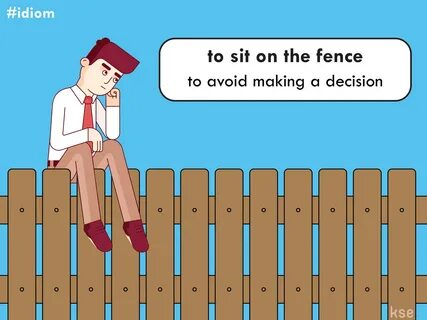 #idiom
to sit on the fence
to avoid making a decision
kse